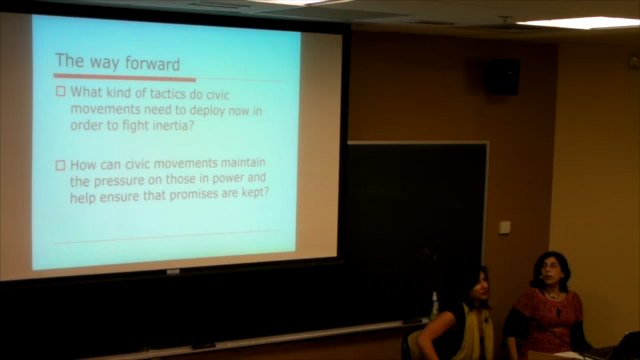 The way forward
What kind of tactics do civic
movements need to deploy now in
order to fight inertia?
How can civic movements maintain
the pressure on those in power and
help ensure that promises are kept?